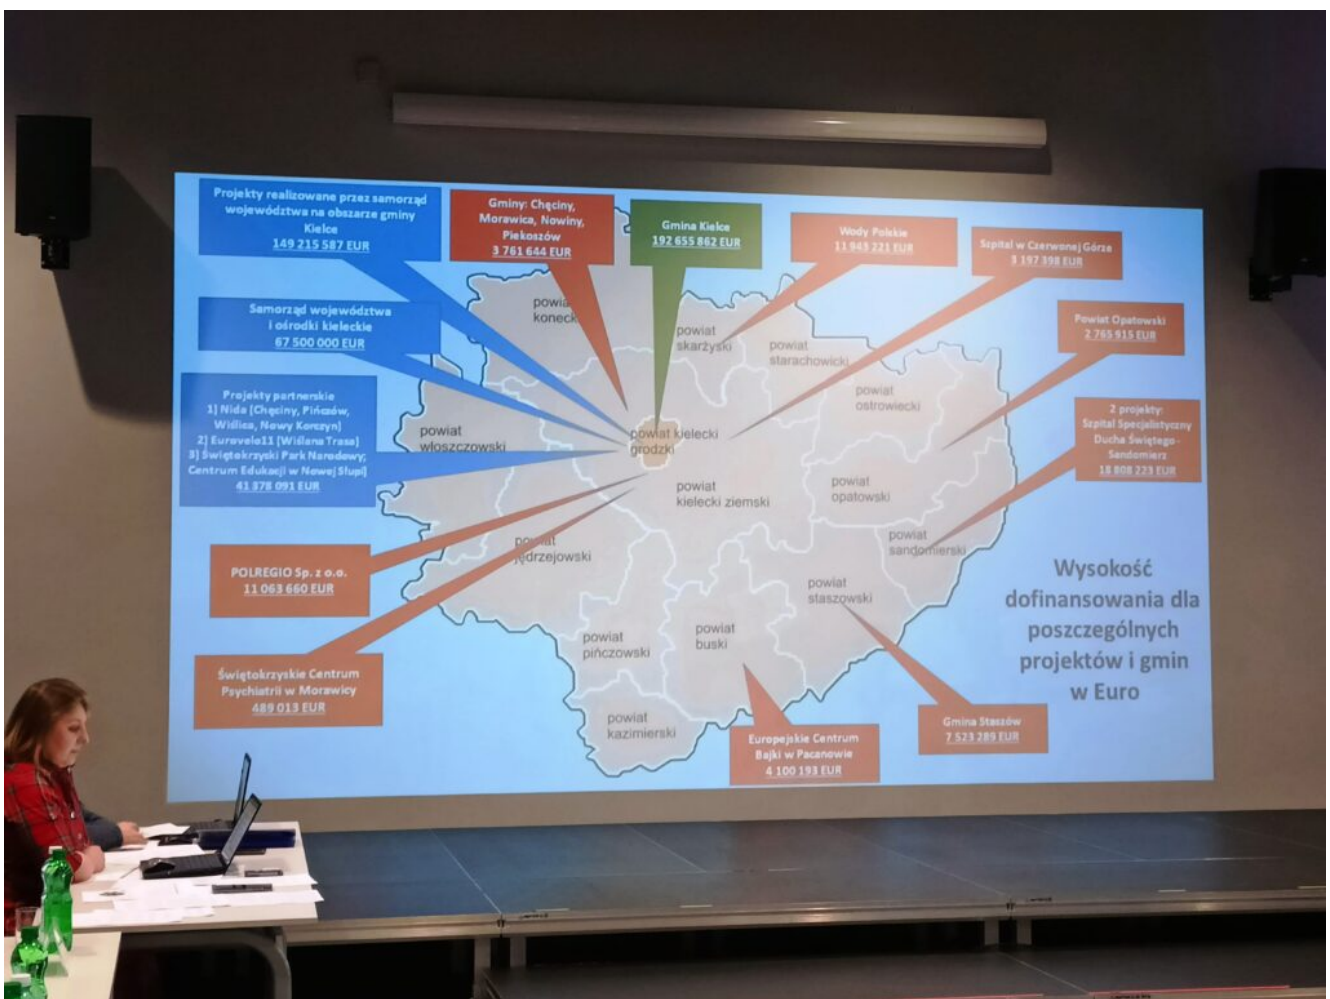 Projekty realizowane przez samorząd
województwa na obszarze gminy
Kielce
149 215 587 EUR
Gminy: Chęciny,
Morawica, Nowiny,
Piekoszów
3 761 644 EUR
Gmina Kielce
192 655 862 EUR
Wody Polskie
11 943 221 EUR
Szpital w Czerwonej Górze
3 197 398 EUR
Samorząd województwa
i ośrodki kieleckie
67 500 000 EUR
Powiat Opatowski
2 765 915 EUR
Projekty partnerskie
1) Nida (Chęciny, Pińczów,
Wiślica, Nowy Korczyn)
2) Eurovelo11 (Wiślana Trasa)
3) Świętokrzyski Park Narodowy;
Centrum Edukacji w Nowej Słupi)
41 378 091 EUR
2 projekty:
Szpital Specjalistyczny
Ducha Świętego -
Sandomierz
18 808 223 EUR
POLREGIO Sp. z o.o.
11 063 660 EUR
Świętokrzyskie Centrum
Psychiatrii w Morawicy
489 013 EUR
Europejskie Centrum
Bajki w Pacanowie
4 100 193 EUR
Gmina Staszów
7 523 289 EUR
powiat
konecki
powiat
skarżyski
powiat
starachowicki
powiat
ostrowiecki
powiat
włoszczowski
powiat kielecki
grodzki
powiat
kielecki ziemski
powiat
opatowski
powiat
sandomierski
powiat
jędrzejowski
powiat
staszowski
powiat
pińczowski
powiat
buski
powiat
kazimierski
Wysokość
dofinansowania dla
poszczególnych
projektów i gmin
w Euro